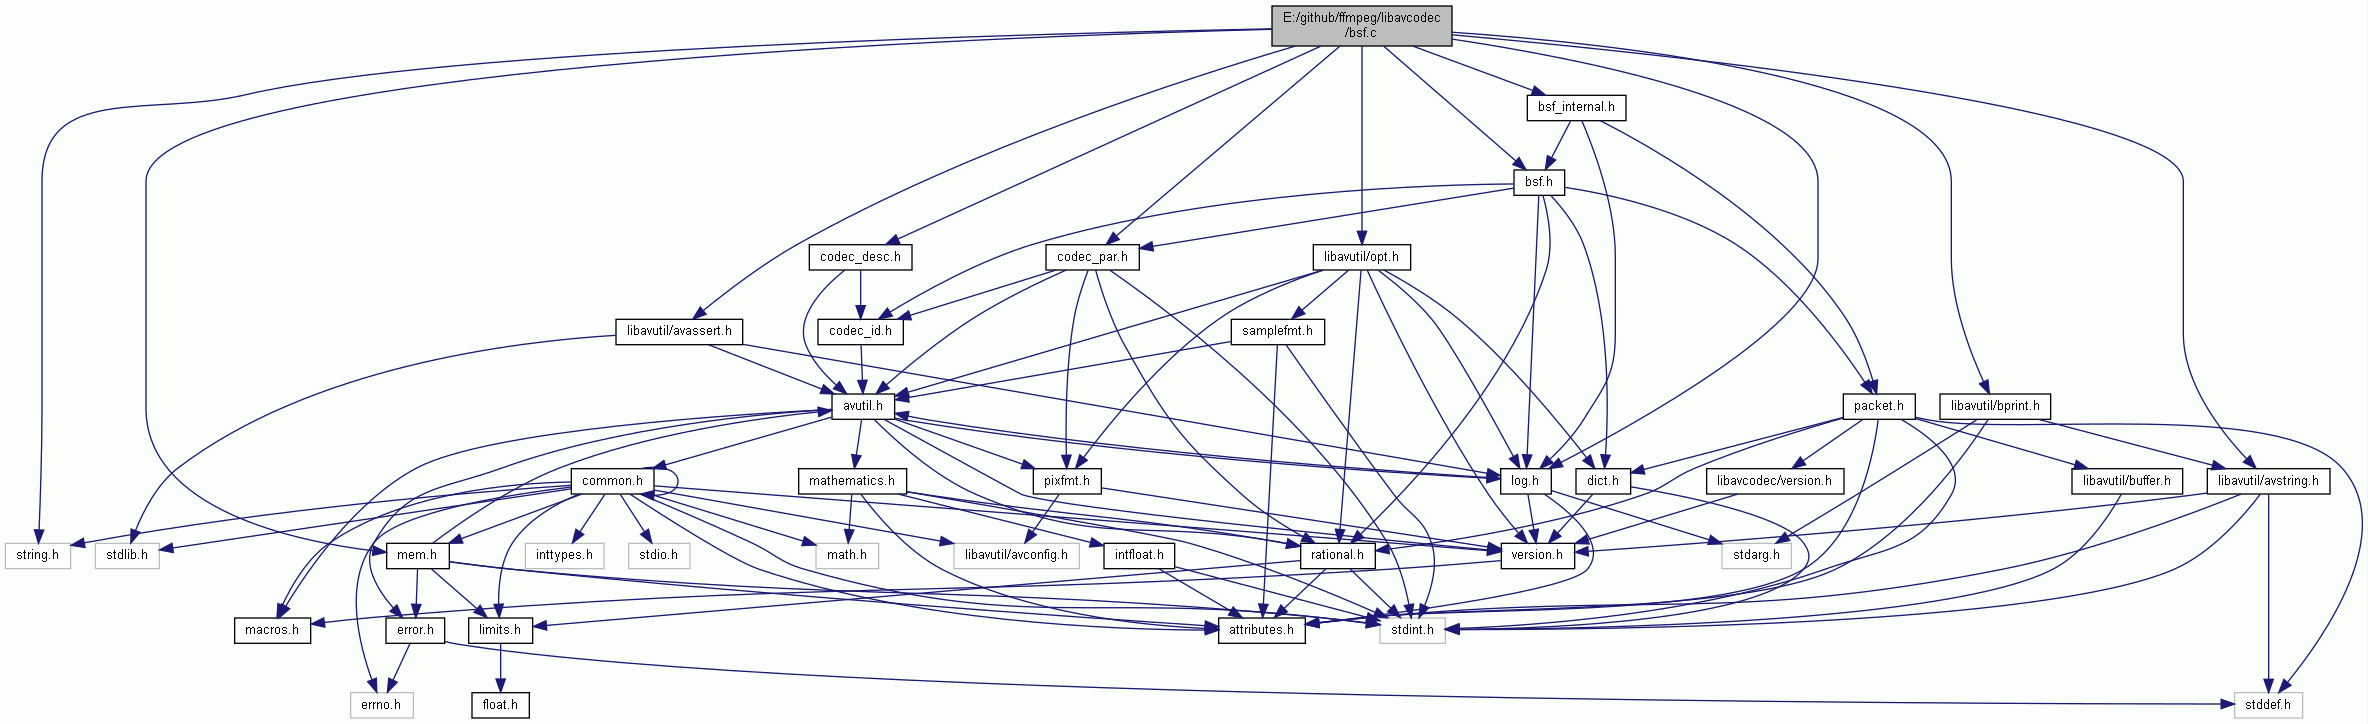 E:/github/ffmpeg/libavcodec
/bsf.c
bsf_internal.h
bsf.h
codec_desc.h
codec_par.h
libavutil/opt.h
libavutil/avassert.h
codec_id.h
samplefmt.h
avutil.h
packet.h
libavutil/bprint.h
common.h
mathematics.h
pixfmt.h
log.h
dict.h
libavcodec/version.h
libavutil/buffer.h
libavutil/avstring.h
string.h
stdlib.h
mem.h
inttypes.h
stdio.h
math.h
libavutil/avconfig.h
intfloat.h
rational.h
version.h
stdarg.h
macros.h
error.h
limits.h
attributes.h
stdint.h
errno.h
float.h
stddef.h